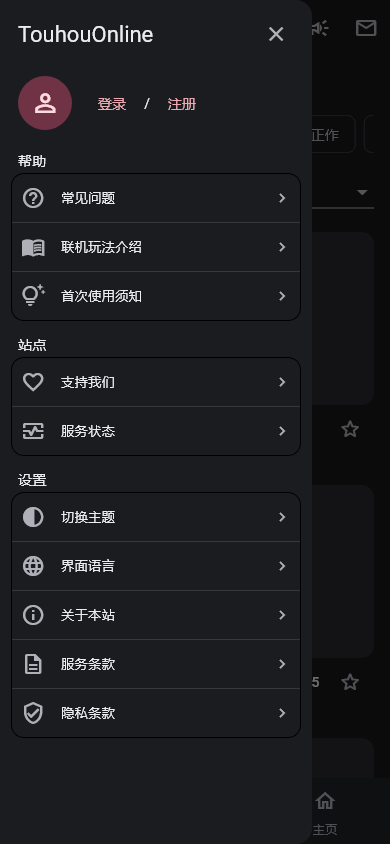 TouhouOnline
登录 / 注册
正作
帮助
常见问题
联机玩法介绍
首次使用须知
站点
支持我们
服务状态
设置
切换主题
界面语言
关于本站
服务条款
5
隐私条款
主页